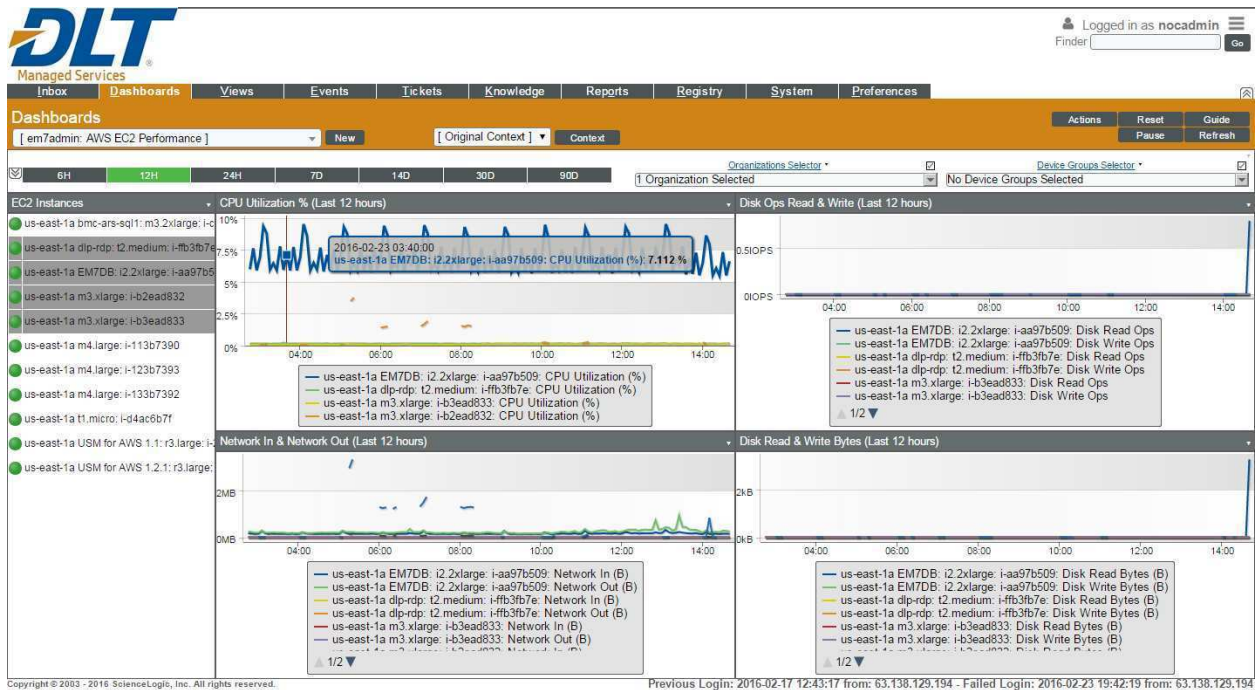 DLT
®
Managed Services
Logged in as nocadmin
Finder
Go
Inbox Dashboards Views Events Tickets Knowledge Reports Registry System Preferences
Dashboards
Actions Reset Guide
[ em7admin: AWS EC2 Performance ] New [ Original Context ] Context
Pause Refresh
Organizations Selector
Device Groups Selector
6H 12H 24H 7D 14D 30D 90D
1 Organization Selected
No Device Groups Selected
EC2 Instances
us-east-1a bmc-ars-sql1: m3.2xlarge: i-c
us-east-1a dlp-rdp: t2.medium: i-ffb3fb7e
us-east-1a EM7DB: i2.2xlarge: i-aa97b5
us-east-1a m3.xlarge: i-b2ead832
us-east-1a m3.xlarge: i-b3ead833
us-east-1a m4.large: i-113b7390
us-east-1a m4.large: i-123b7393
us-east-1a m4.large: i-133b7392
us-east-1a t1.micro: i-d4ac6b7f
us-east-1a USM for AWS 1.1: r3.large: i-
us-east-1a USM for AWS 1.2.1: r3.large:
CPU Utilization % (Last 12 hours)
10%
7.5%
5%
2.5%
0%
2016-02-23 03:40:00
us-east-1a EM7DB: i2.2xlarge: i-aa97b509: CPU Utilization (%): 7.112 %
04:00 06:00 08:00 10:00 12:00 14:00
us-east-1a EM7DB: i2.2xlarge: i-aa97b509: CPU Utilization (%)
us-east-1a dlp-rdp: t2.medium: i-ffb3fb7e: CPU Utilization (%)
us-east-1a m3.xlarge: i-b3ead833: CPU Utilization (%)
us-east-1a m3.xlarge: i-b2ead832: CPU Utilization (%)
Disk Ops Read & Write (Last 12 hours)
0.5IOPS
0IOPS
04:00 06:00 08:00 10:00 12:00 14:00
us-east-1a EM7DB: i2.2xlarge: i-aa97b509: Disk Read Ops
us-east-1a EM7DB: i2.2xlarge: i-aa97b509: Disk Write Ops
us-east-1a dlp-rdp: t2.medium: i-ffb3fb7e: Disk Read Ops
us-east-1a dlp-rdp: t2.medium: i-ffb3fb7e: Disk Write Ops
us-east-1a m3.xlarge: i-b3ead833: Disk Read Ops
us-east-1a m3.xlarge: i-b3ead833: Disk Write Ops
1/2
Network In & Network Out (Last 12 hours)
2MB
0MB
04:00 06:00 08:00 10:00 12:00 14:00
us-east-1a EM7DB: i2.2xlarge: i-aa97b509: Network In (B)
us-east-1a EM7DB: i2.2xlarge: i-aa97b509: Network Out (B)
us-east-1a dlp-rdp: t2.medium: i-ffb3fb7e: Network In (B)
us-east-1a dlp-rdp: t2.medium: i-ffb3fb7e: Network Out (B)
us-east-1a m3.xlarge: i-b3ead833: Network In (B)
us-east-1a m3.xlarge: i-b3ead833: Network Out (B)
1/2
Disk Read & Write Bytes (Last 12 hours)
2kB
0kB
04:00 06:00 08:00 10:00 12:00 14:00
us-east-1a EM7DB: i2.2xlarge: i-aa97b509: Disk Read Bytes (B)
us-east-1a EM7DB: i2.2xlarge: i-aa97b509: Disk Write Bytes (B)
us-east-1a dlp-rdp: t2.medium: i-ffb3fb7e: Disk Read Bytes (B)
us-east-1a dlp-rdp: t2.medium: i-ffb3fb7e: Disk Write Bytes (B)
us-east-1a m3.xlarge: i-b3ead833: Disk Read Bytes (B)
us-east-1a m3.xlarge: i-b3ead833: Disk Write Bytes (B)
1/2
Copyright © 2003 - 2016 ScienceLogic, Inc. All rights reserved.
Previous Login: 2016-02-17 12:43:17 from: 63.138.129.194 - Failed Login: 2016-02-23 19:42:19 from: 63.138.129.194